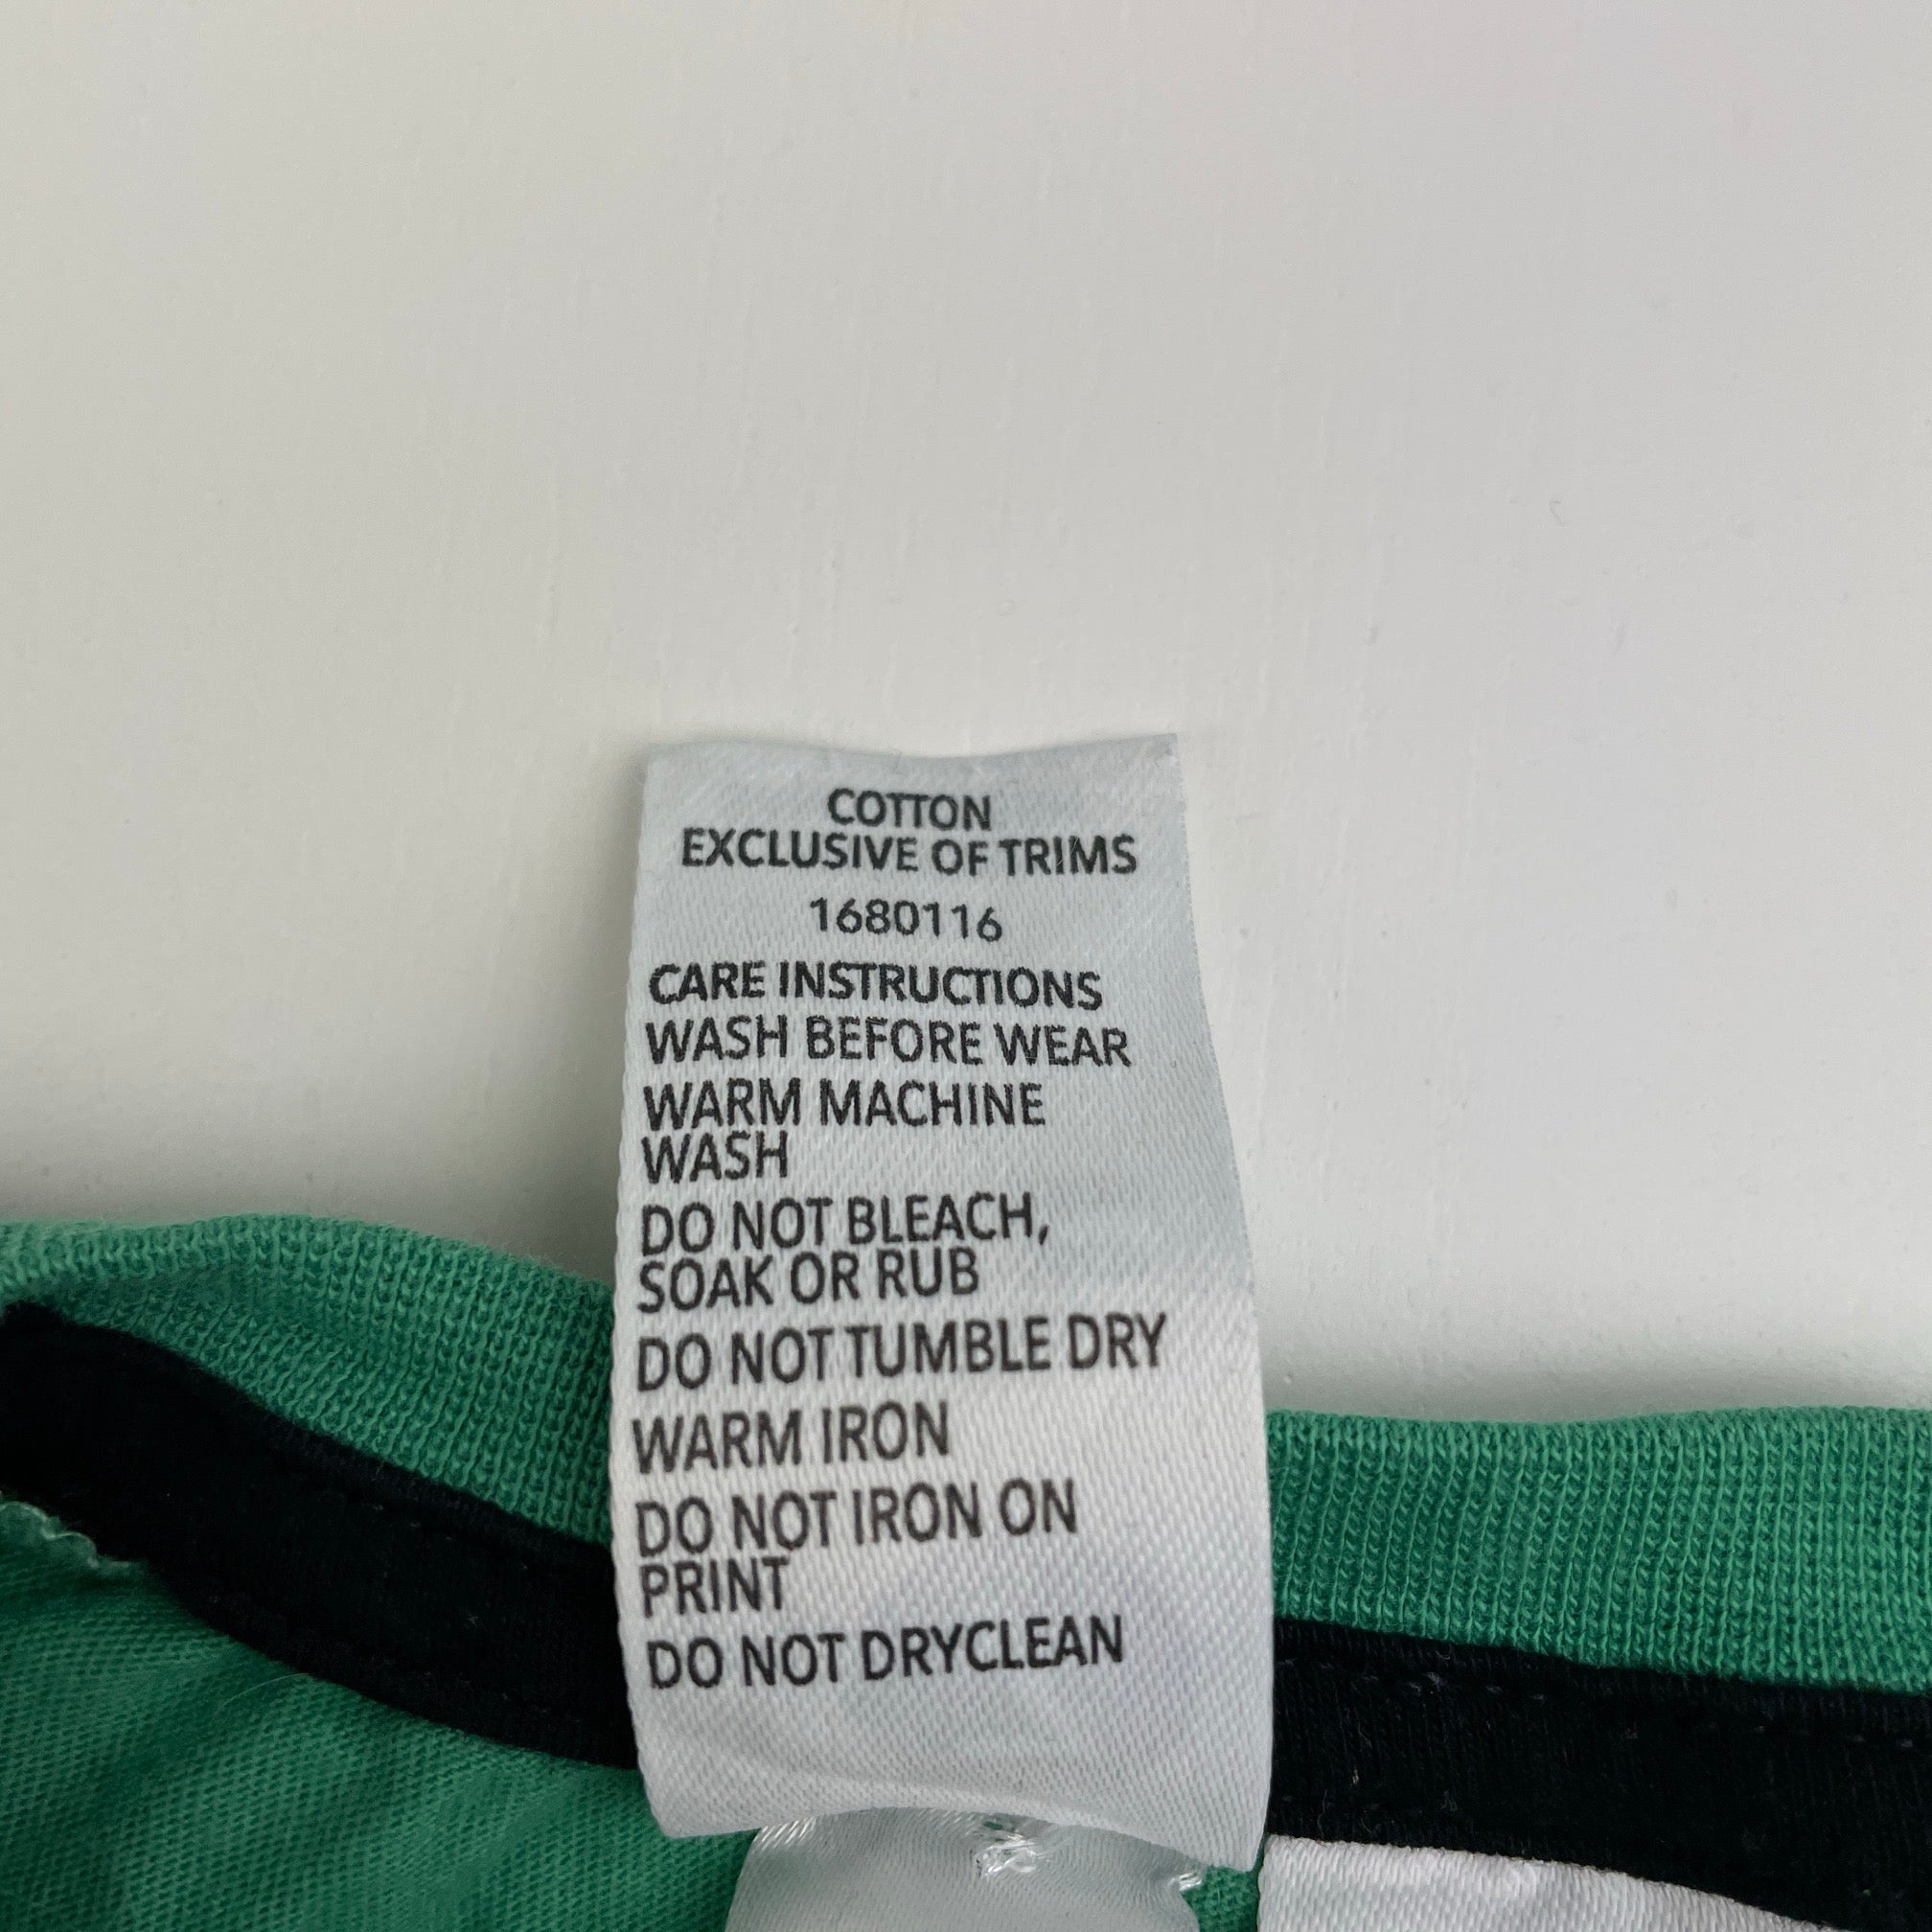 COTTON
EXCLUSIVE OF TRIMS
1680116
CARE INSTRUCTIONS
WASH BEFORE WEAR
WARM MACHINE
WASH
DO NOT BLEACH,
SOAK OR RUB
DO NOT TUMBLE DRY
WARM IRON
DO NOT IRON ON
PRINT
DO NOT DRYCLEAN